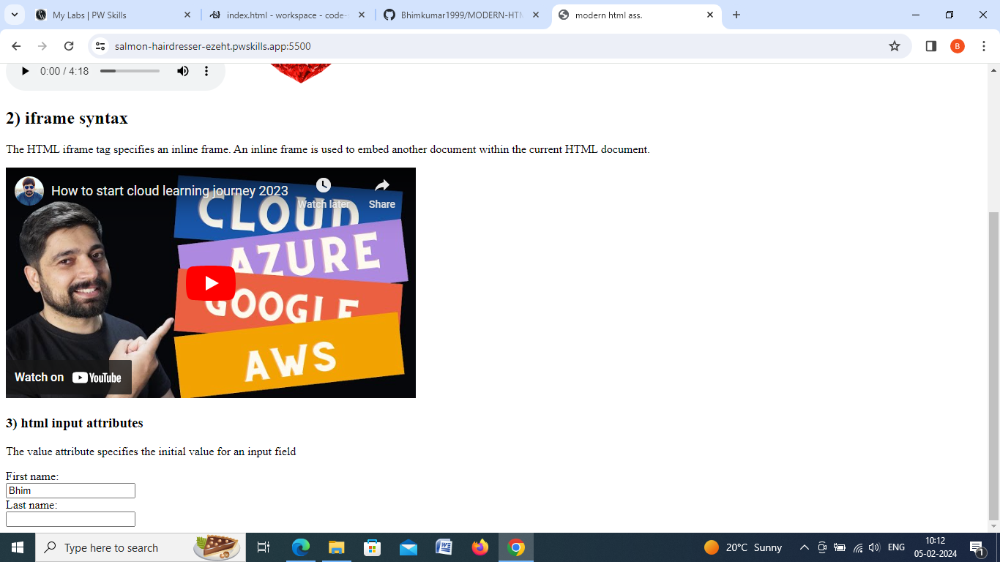 My Labs | PW Skills
index.html - workspace - code-s
Bhimkumar1999/MODERN-HTM
modern html ass.
salmon-hairdresser-ezeht.pwskills.app:5500
B
0:00 / 4:18
2) iframe syntax
The HTML iframe tag specifies an inline frame. An inline frame is used to embed another document within the current HTML document.
How to start cloud learning journey 2023
Watch later
Share
CLOUD
AZURE
GOOGLE
AWS
Watch on YouTube
3) html input attributes
The value attribute specifies the initial value for an input field
First name:
Bhim
Last name:
Type here to search
20°C Sunny
ENG
10:12
05-02-2024
1